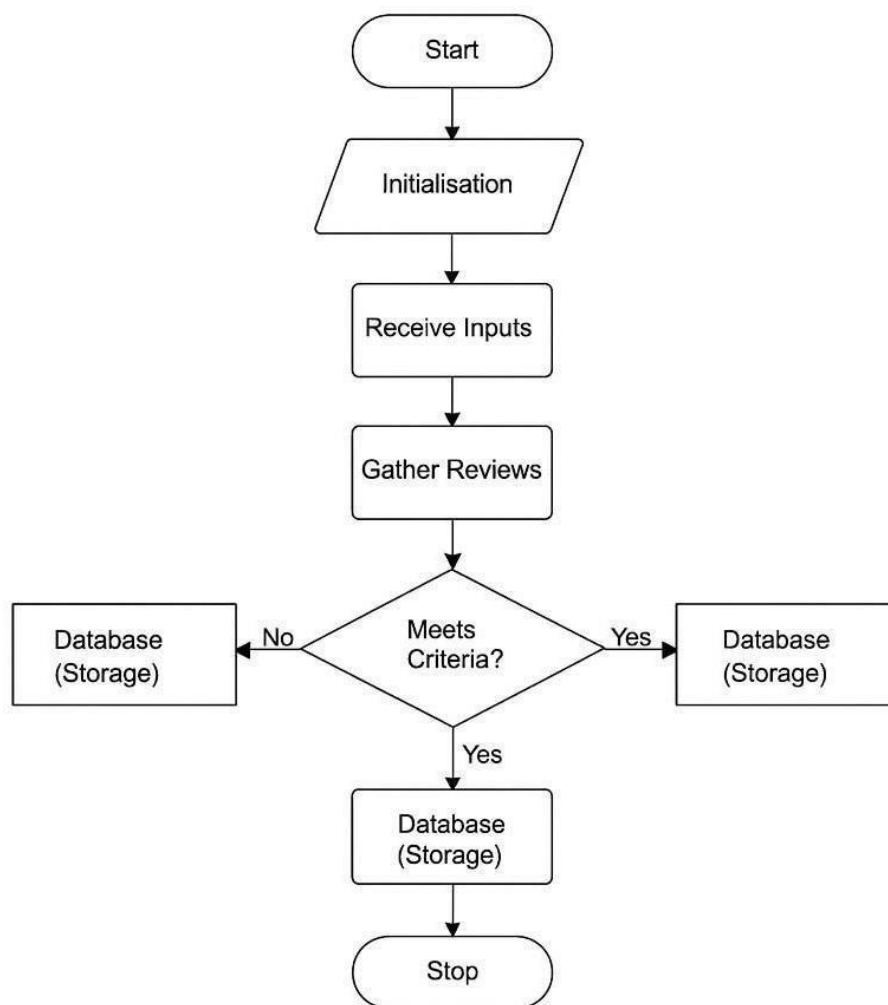 Start
Initialisation
Receive Inputs
Gather Reviews
Meets
Criteria?
No
Yes
Database
(Storage)
Database
(Storage)
Yes
Database
(Storage)
Stop